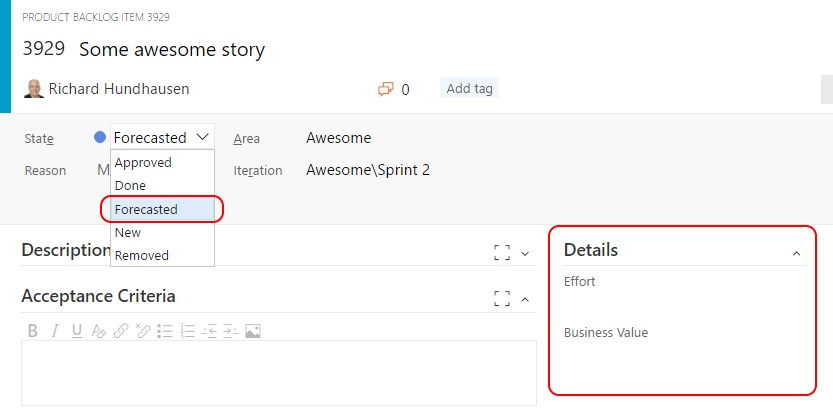 PRODUCT BACKLOG ITEM 3929
3929 Some awesome story
Richard Hundhausen 0 Add tag
State Forecasted Area Awesome
Reason M Iteration Awesome\Sprint 2
Approved
Done
Forecasted
New
Removed
Description
Details
Effort
Acceptance Criteria
B I U
Business Value